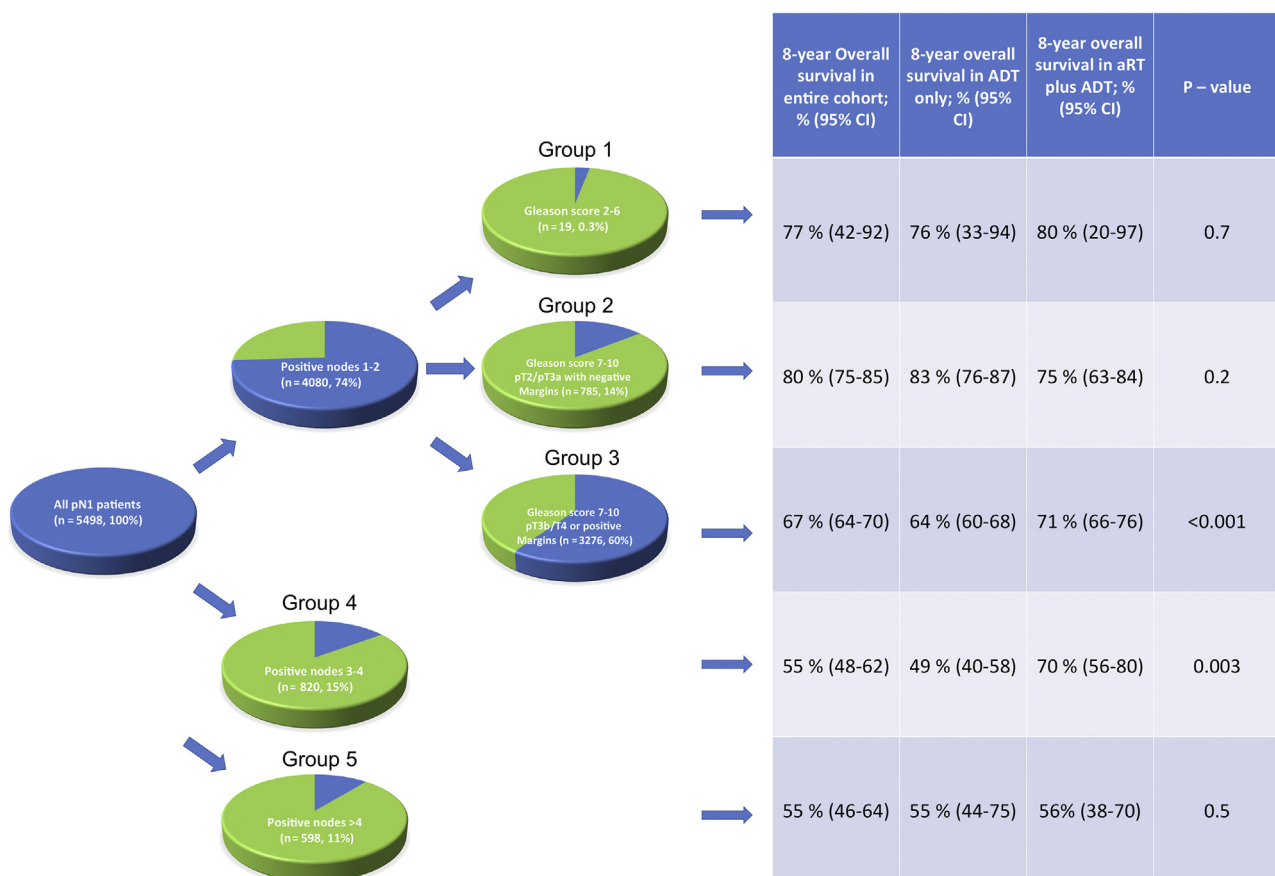 8-year Overall
survival in
entire cohort;
% (95% CI)
8-year overall
survival in ADT
only; % (95%
CI)
8-year overall
survival in aRT
plus ADT; %
(95% CI)
P – value
Group 1
Gleason score 2-6
(n = 19, 0.3%)
77 % (42-92)
76 % (33-94)
80 % (20-97)
0.7
Group 2
Positive nodes 1-2
(n = 4080, 74%)
Gleason score 7-10
pT2/pT3a with negative
Margins (n = 785, 14%)
80 % (75-85)
83 % (76-87)
75 % (63-84)
0.2
Group 3
All pN1 patients
(n = 5498, 100%)
Gleason score 7-10
pT3b/T4 or positive
Margins (n = 3276, 60%)
67 % (64-70)
64 % (60-68)
71 % (66-76)
<0.001
Group 4
Positive nodes 3-4
(n = 820, 15%)
55 % (48-62)
49 % (40-58)
70 % (56-80)
0.003
Group 5
Positive nodes >4
(n = 598, 11%)
55 % (46-64)
55 % (44-75)
56% (38-70)
0.5